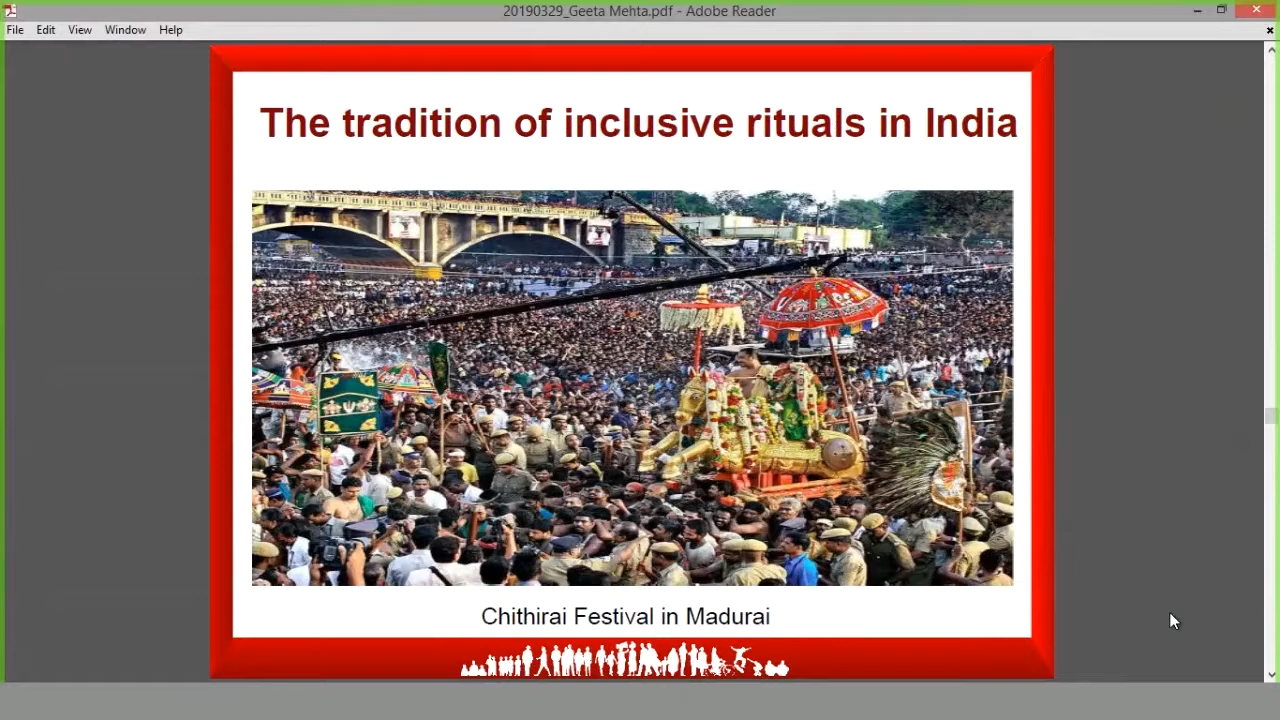 20190329_Geeta Mehta.pdf - Adobe Reader
File Edit View Window Help
The tradition of inclusive rituals in India
Chithirai Festival in Madurai